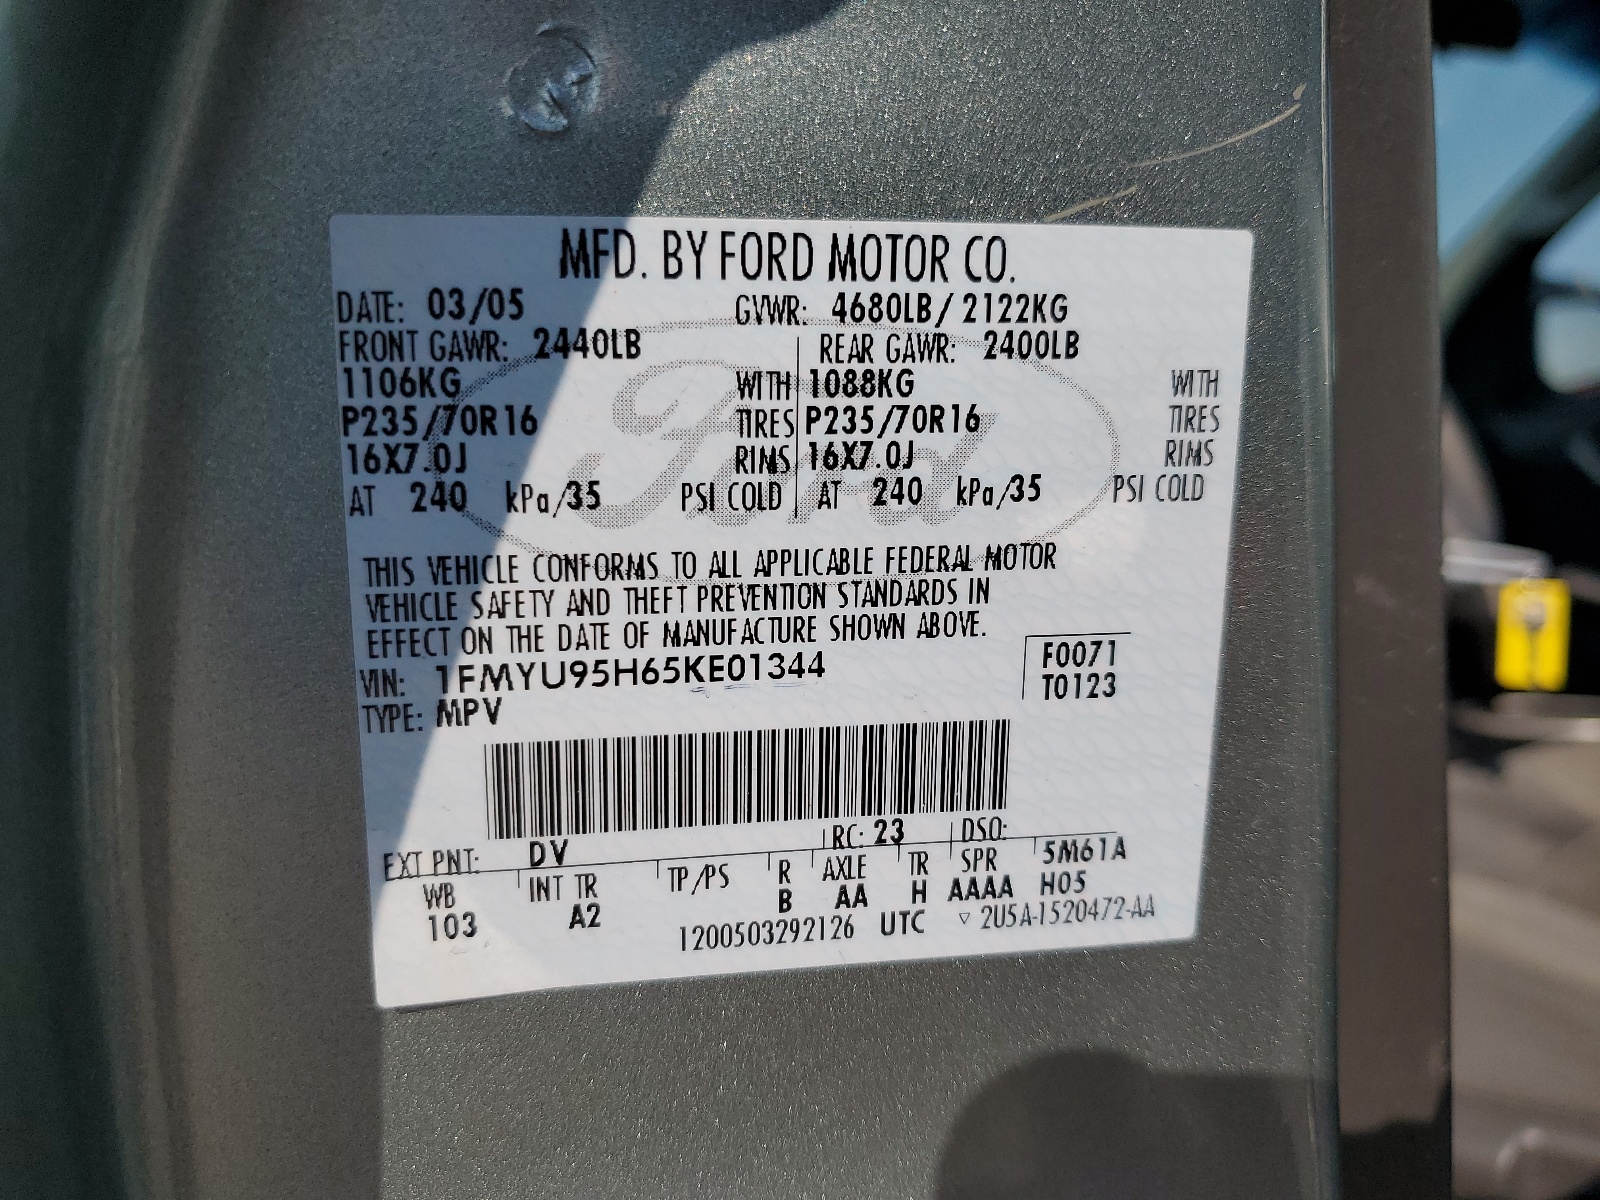 MFD. BY FORD MOTOR CO.
DATE: 03/05 GVWR: 4680LB / 2122KG
FRONT GAWR: 2440LB REAR GAWR: 2400LB
1106KG WITH 1088KG WITH
P235/70R16 TIRES P235/70R16 TIRES
16X7.0J RIMS 16X7.0J RIMS
AT 240 kPa/35 PSI COLD AT 240 kPa/35 PSI COLD
Ford
THIS VEHICLE CONFORMS TO ALL APPLICABLE FEDERAL MOTOR
VEHICLE SAFETY AND THEFT PREVENTION STANDARDS IN
EFFECT ON THE DATE OF MANUFACTURE SHOWN ABOVE.
VIN: 1FMYU95H65KE01344 F0071
TYPE: MPV T0123
EXT PNT: DV RC: 23 DSO:
WB INT TR TP/PS R AXLE TR SPR 5M61A
103 A2 B AA H AAAA H05
1200503292126 UTC ▽ 2U5A-1520472-AA